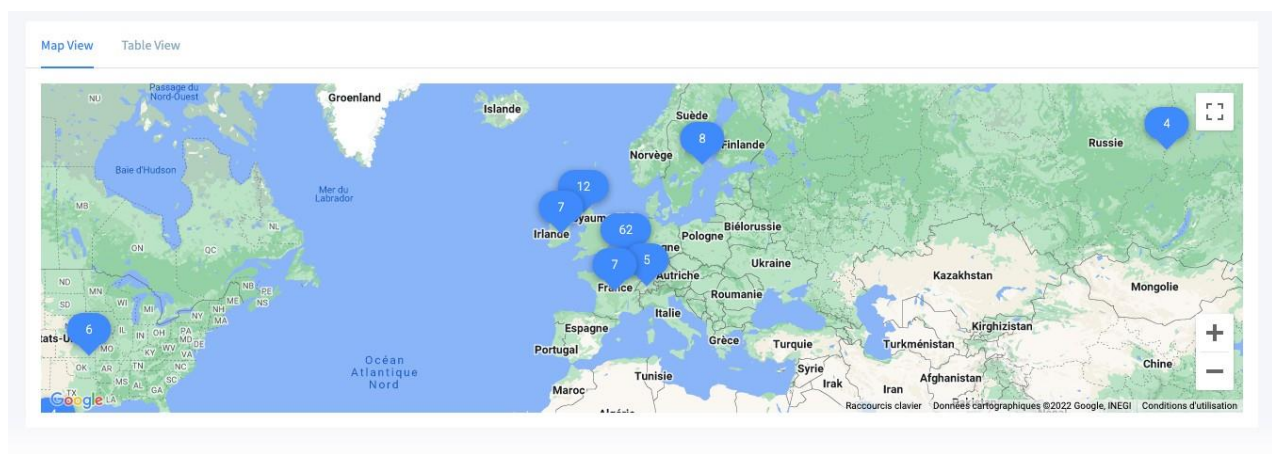 Map View
Table View
NU
Passage du
Nord-Ouest
Groenland
Islande
Suède
8
Finlande
Norvège
Russie
4
Baie d'Hudson
Mer du
Labrador
MB
NL
12
7
Irlande
62
Pologne
Biélorussie
ON
QC
7
5
Autriche
Ukraine
France
Kazakhstan
Mongolie
ND
MN
SD
WI
MI
NB
PE
NH
ME
NS
NY
MA
Roumanie
Italie
6
IL
IN
OH
PA
MD
DE
MO
KY
WV
VA
Espagne
Portugal
Grèce
Turquie
Turkménistan
Kirghizistan
+
−
Océan
Atlantique
Nord
OK
AR
TN
NC
MS
AL
GA
SC
TX
LA
Google
Maroc
Tunisie
Syrie
Irak
Iran
Afghanistan
Chine
Raccourcis clavier
Données cartographiques ©2022 Google, INEGI
Conditions d'utilisation